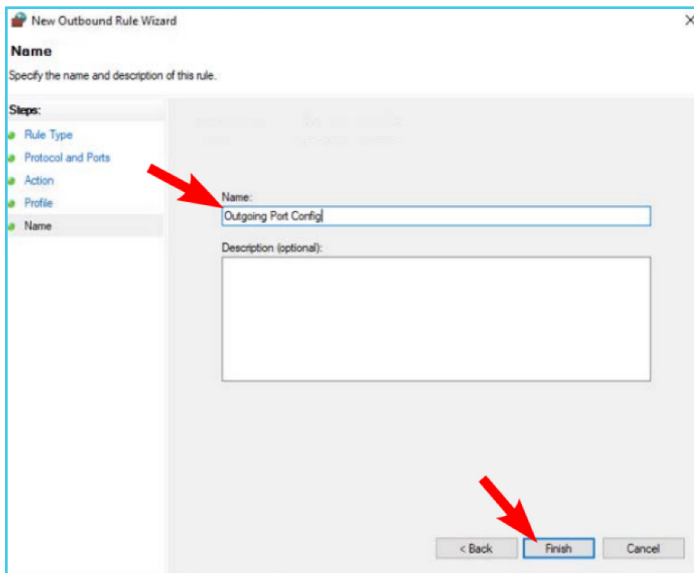 New Outbound Rule Wizard
Name
Specify the name and description of this rule.
Steps:
Rule Type
Protocol and Ports
Action
Profile
Name
Name:
Outgoing Port Config
Description (optional):
< Back Finish Cancel